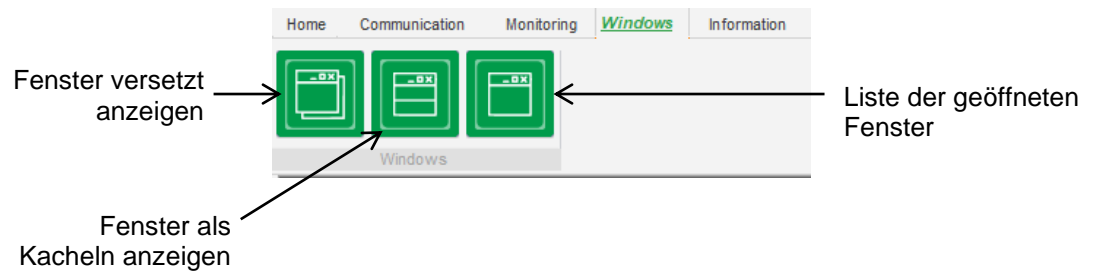 Home Communication Monitoring Windows Information
Fenster versetzt
anzeigen
Liste der geöffneten
Fenster
Windows
Fenster als
Kacheln anzeigen